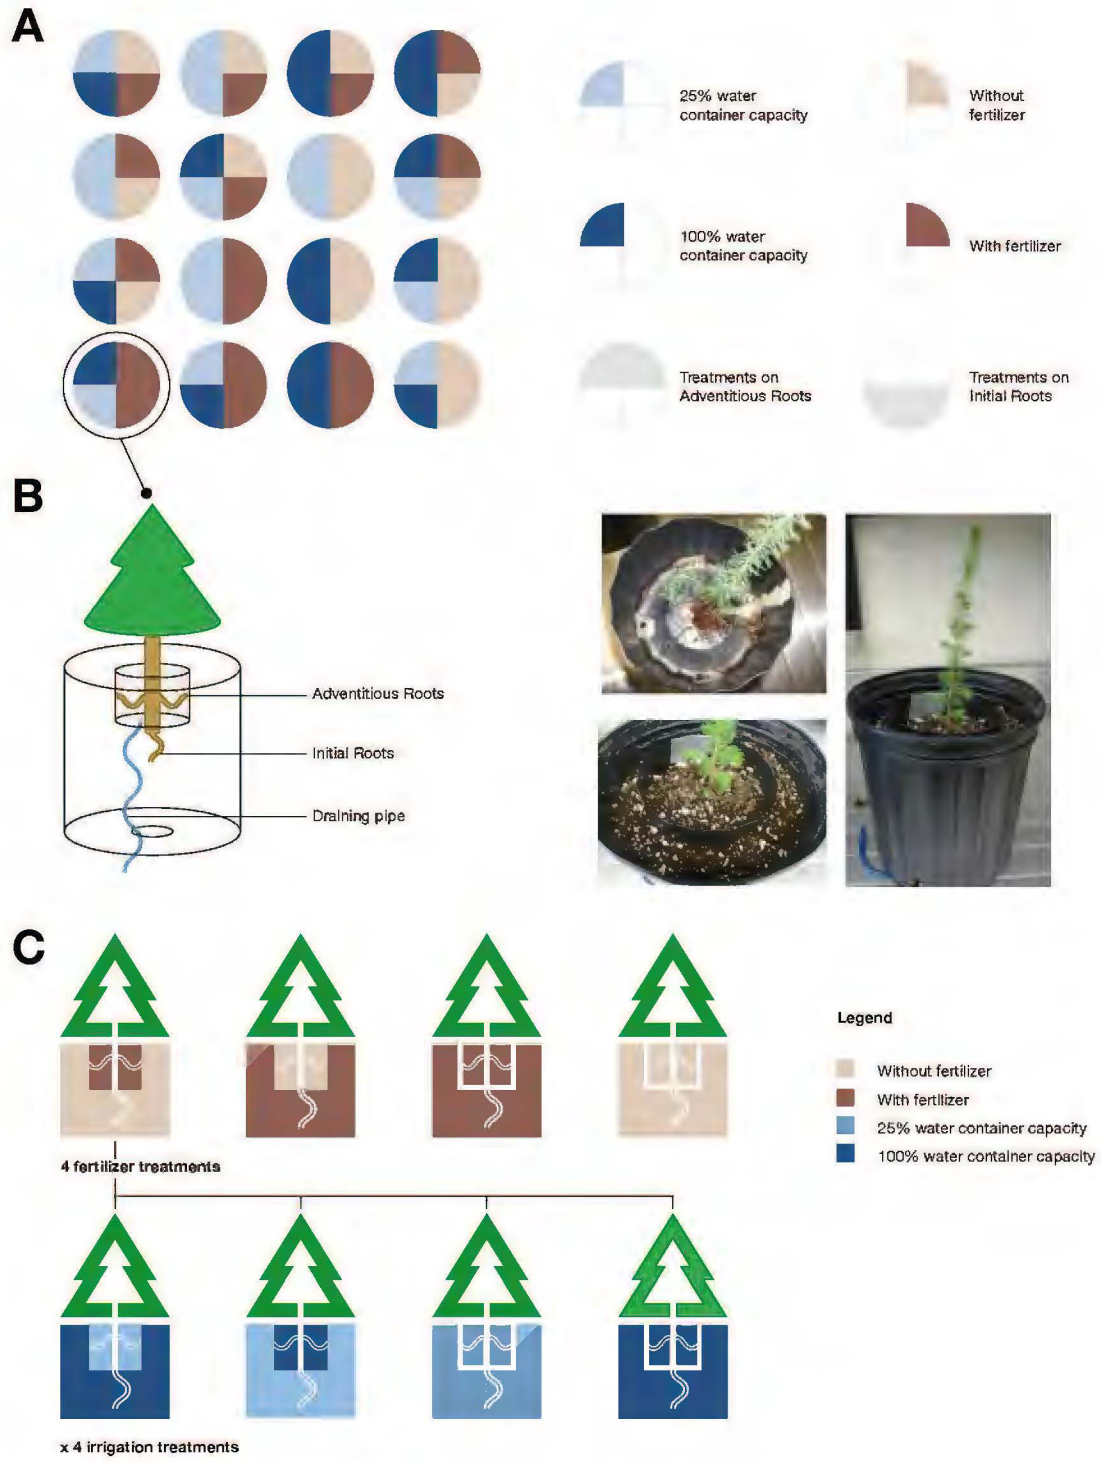 A
25% water
container capacity
Without
fertilizer
100% water
container capacity
With fertilizer
Treatments on
Adventitious Roots
Treatments on
Initial Roots
B
Adventitious Roots
Initial Roots
Draining pipe
C
Legend
Without fertilizer
With fertilizer
25% water container capacity
100% water container capacity
4 fertilizer treatments
x 4 irrigation treatments